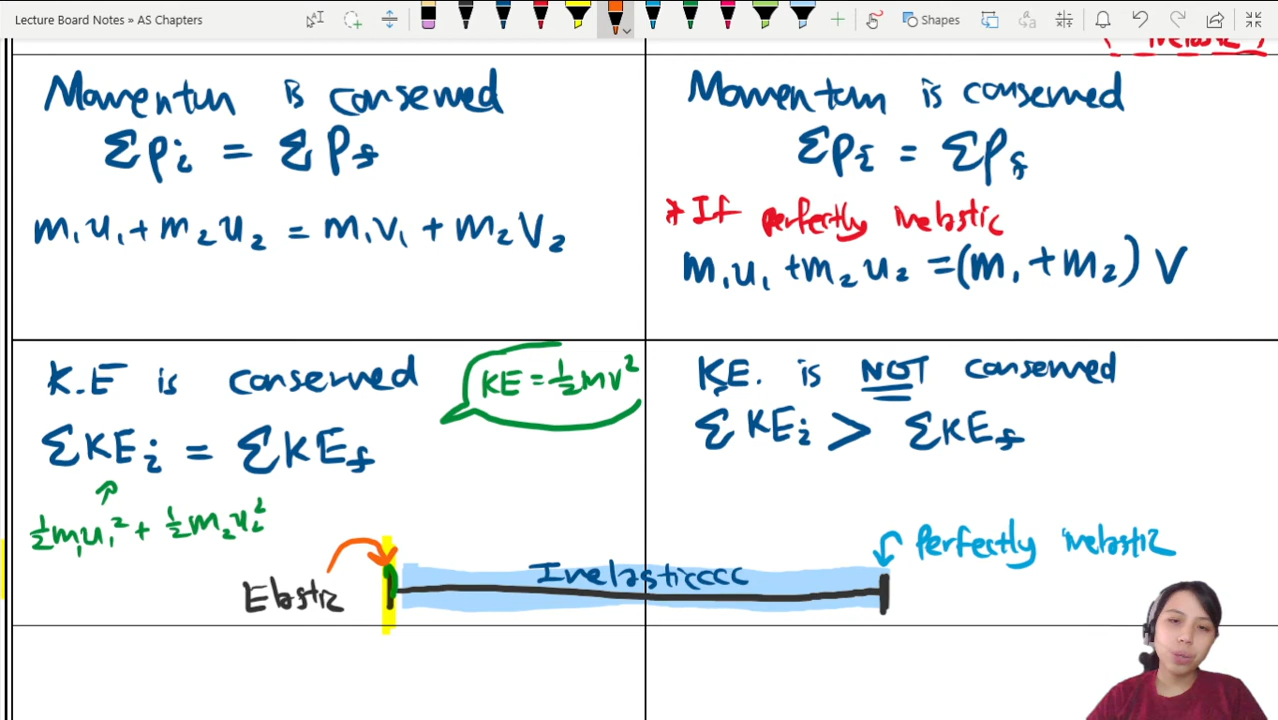 Lecture Board Notes » AS Chapters
Shapes
(inelastic)
Momentum is conserved
Σpi = Σpf
m₁u₁ + m₂u₂ = m₁v₁ + m₂v₂
Momentum is conserved
Σpi = Σpf
* If perfectly inelastic
m₁u₁ + m₂u₂ = (m₁ + m₂) v
K.E is conserved
KE = ½mv²
ΣKEi = ΣKEf
½m₁u₁² + ½m₂u₂²
KE. is NOT conserved
ΣKEi > ΣKEf
Elastic
Inelasticccc
Perfectly inelastic